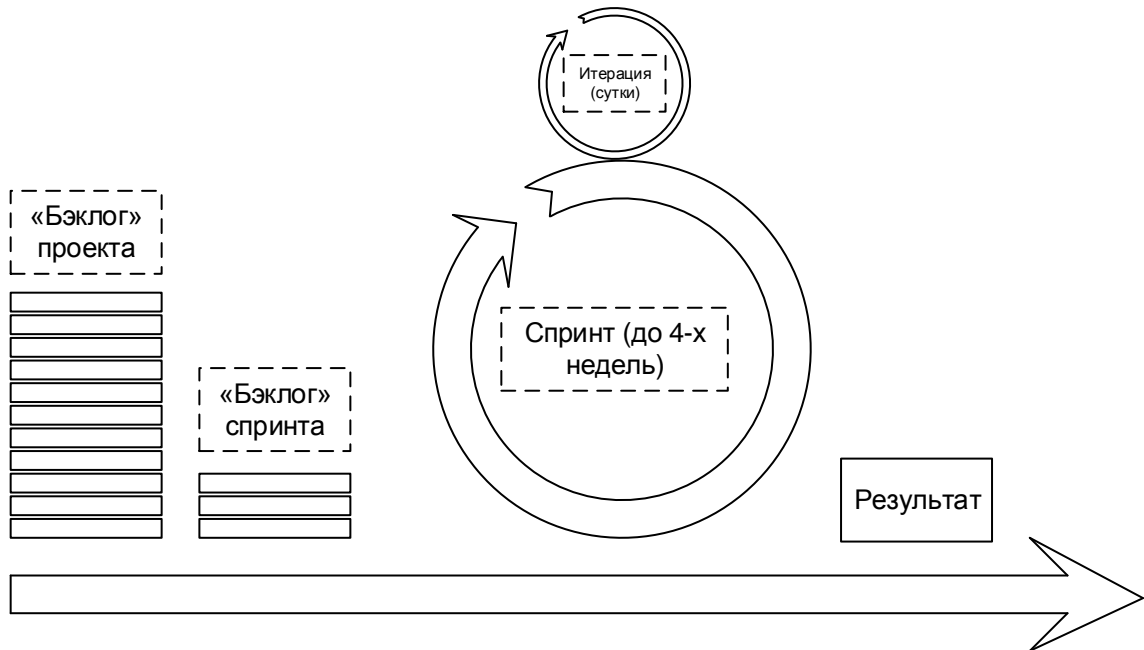 Итерация
(сутки)
«Бэклог»
проекта
Спринт (до 4-х
недель)
«Бэклог»
спринта
Результат